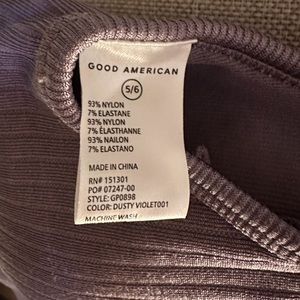 GOOD AMERICAN
5/6
93% NYLON
7% ELASTANE
93% NYLON
7% ÉLASTHANNE
93% NAILON
7% ELASTANO
MADE IN CHINA
RN# 151301
PO# 07247-00
STYLE: GP0898
COLOR: DUSTY VIOLET001
MACHINE WASH